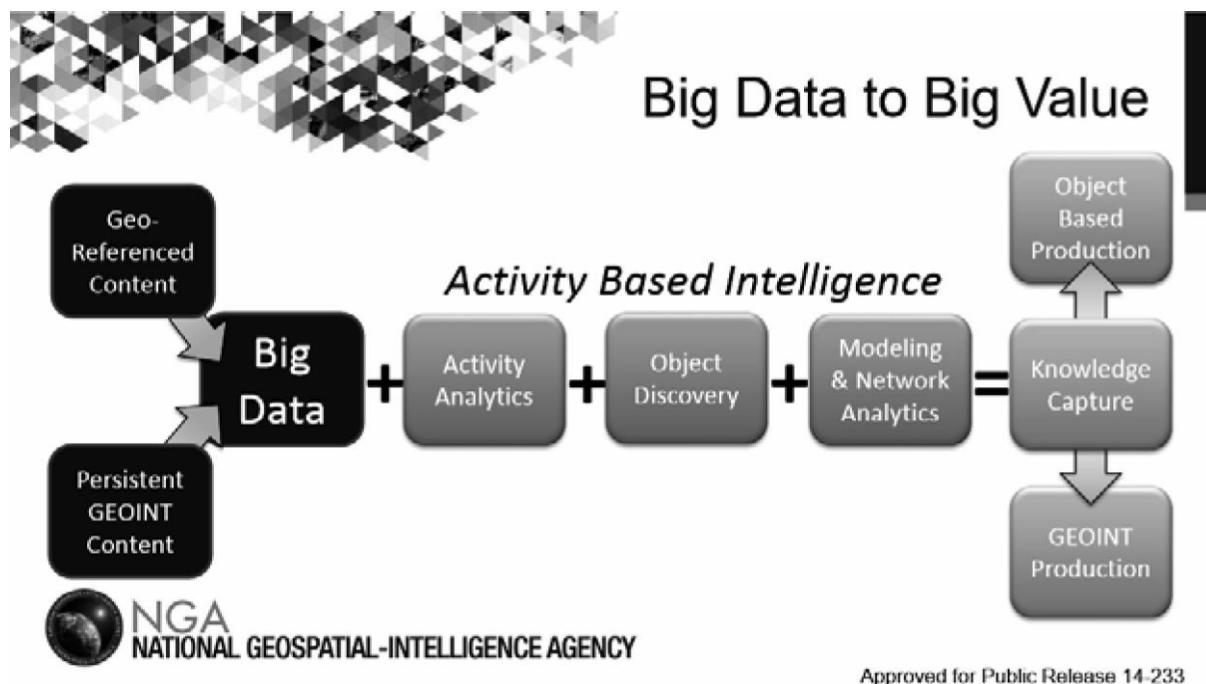 Big Data to Big Value
Geo-
Referenced
Content
Object
Based
Production
Activity Based Intelligence
Big
Data
+
Activity
Analytics
+
Object
Discovery
+
Modeling
& Network
Analytics
=
Knowledge
Capture
Persistent
GEOINT
Content
GEOINT
Production
NGA
NATIONAL GEOSPATIAL-INTELLIGENCE AGENCY
Approved for Public Release 14-233